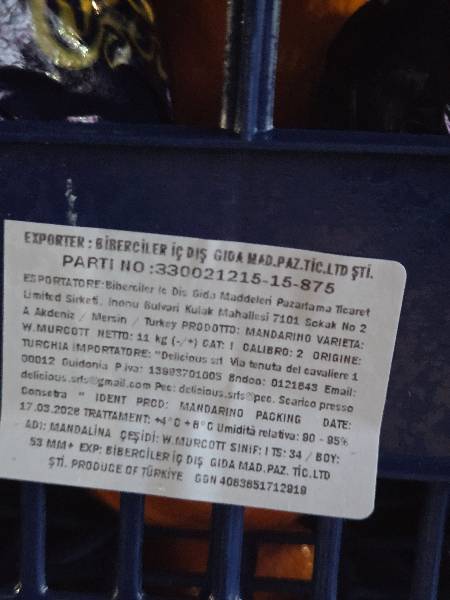 EXPORTER : BİBERCİLER İÇ DIŞ GIDA MAD.PAZ.TİC.LTD ŞTİ.
PARTI NO :330021215-15-875
ESPORTATORE: Biberciler Ic Dis Gida Maddeleri Pazarlama Ticaret
Limited Sirketi, Inonu Bulvari Kulak Mahallesi 7101 Sokak No 2
A Akdeniz / Mersin / Turkey PRODOTTO: MANDARINO VARIETA:
W.MURCOTT NETTO: 11 kg (-/+) CAT: I CALIBRO: 2 ORIGINE:
TURCHIA IMPORTATORE: "Delicious srl Via tenuta del cavaliere 1
00012 Guidonia P iva: 13993701005 Bndoo: 0121643 Email:
delicious.srls@gmail.com Pec: delicious.srls@pec. Scarico presso
Consetra " IDENT PROD: MANDARINO PACKING DATE:
17.03.2026 TRATTAMENT: +4°C +6°C Umidità relativa: 90 - 95%
ADI: MANDALİNA ÇEŞİDİ: W.MURCOTT SINIF: I TS: 34 / BOY:
53 MM+ EXP: BİBERCİLER İÇ DIŞ GIDA MAD.PAZ. TİC.LTD
ŞTİ. PRODUCE OF TÜRKİYE GGN 4063651712919